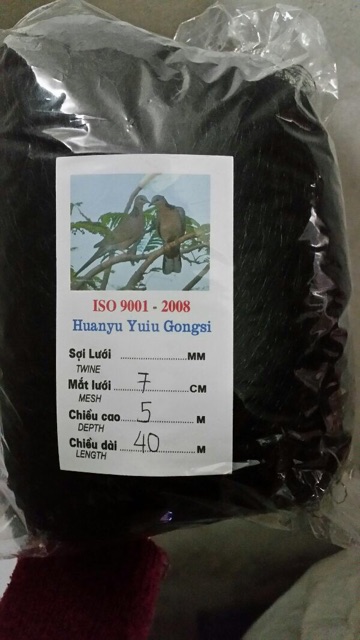 ISO 9001 - 2008
Huanyu Yuiu Gongsi
Sợi Lưới ........................ MM
TWINE
Mắt lưới ....... 7 ............ CM
MESH
Chiều cao ..... 5 ............ M
DEPTH
Chiều dài .... 40 ............ M
LENGTH